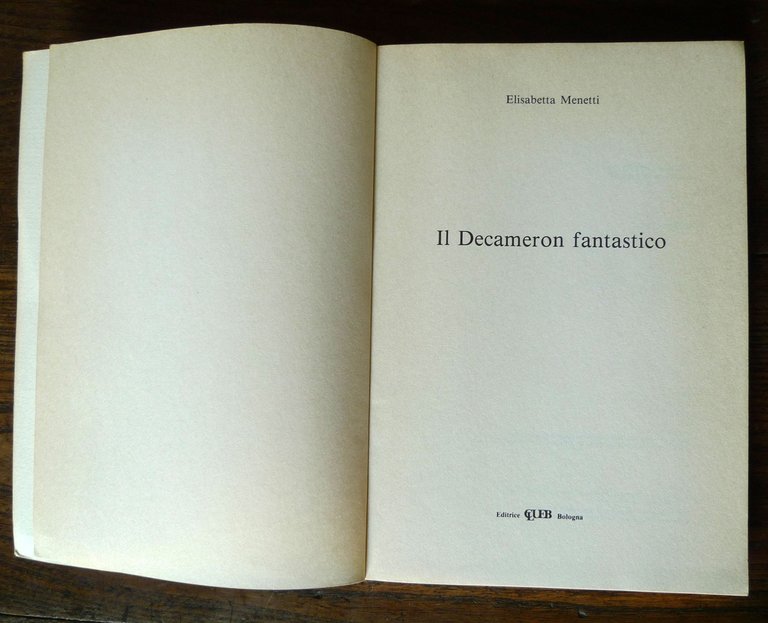 Elisabetta Menetti
Il Decameron fantastico
Editrice CLUEB Bologna